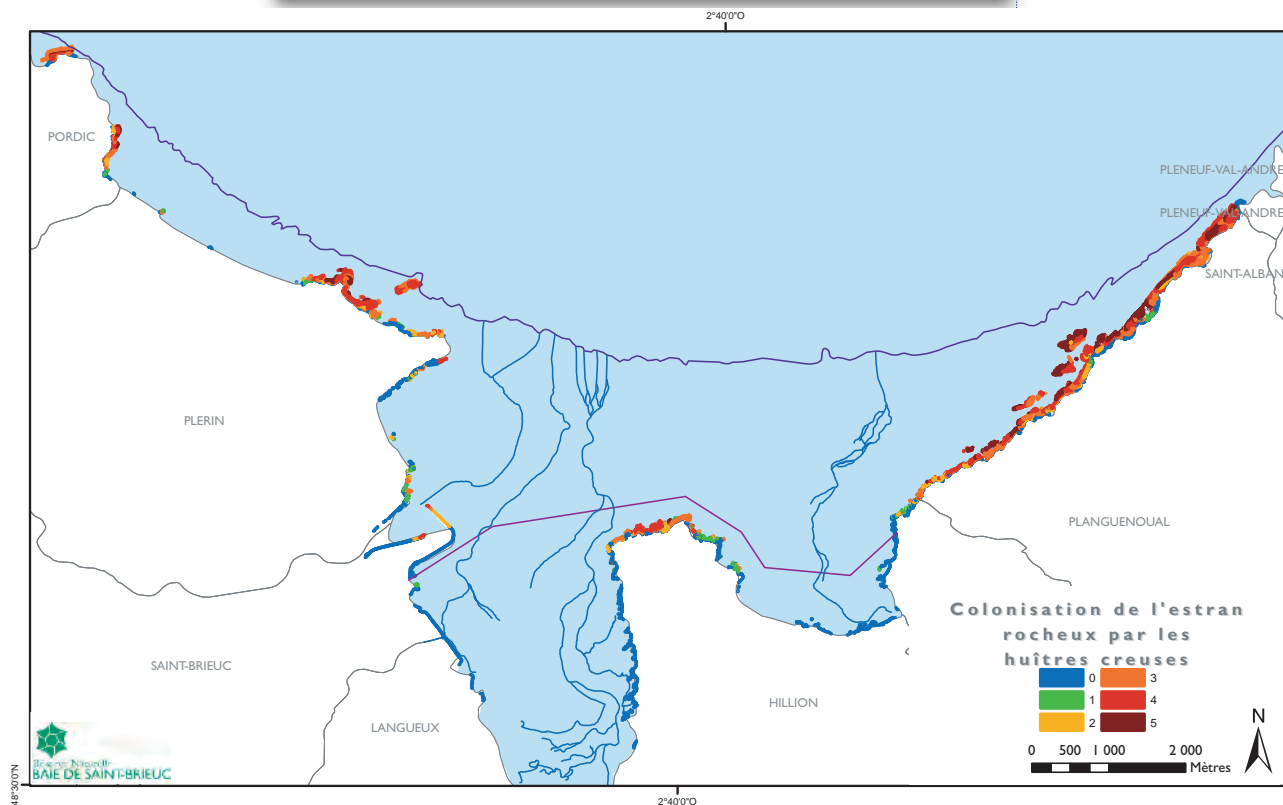 2°40'0"O
PORDIC
PLENEUF-VAL-ANDRE
PLENEUF-VAL-ANDRE
SAINT-ALBAN
PLERIN
PLANGUENOUAL
Colonisation de l'estran
rocheux par les
huîtres creuses
0 3
1 4
2 5
SAINT-BRIEUC
HILLION
LANGUEUX
N
0 500 1 000 2 000
Mètres
Réserve Naturelle
BAIE DE SAINT-BRIEUC
48°30'0"N
2°40'0"O